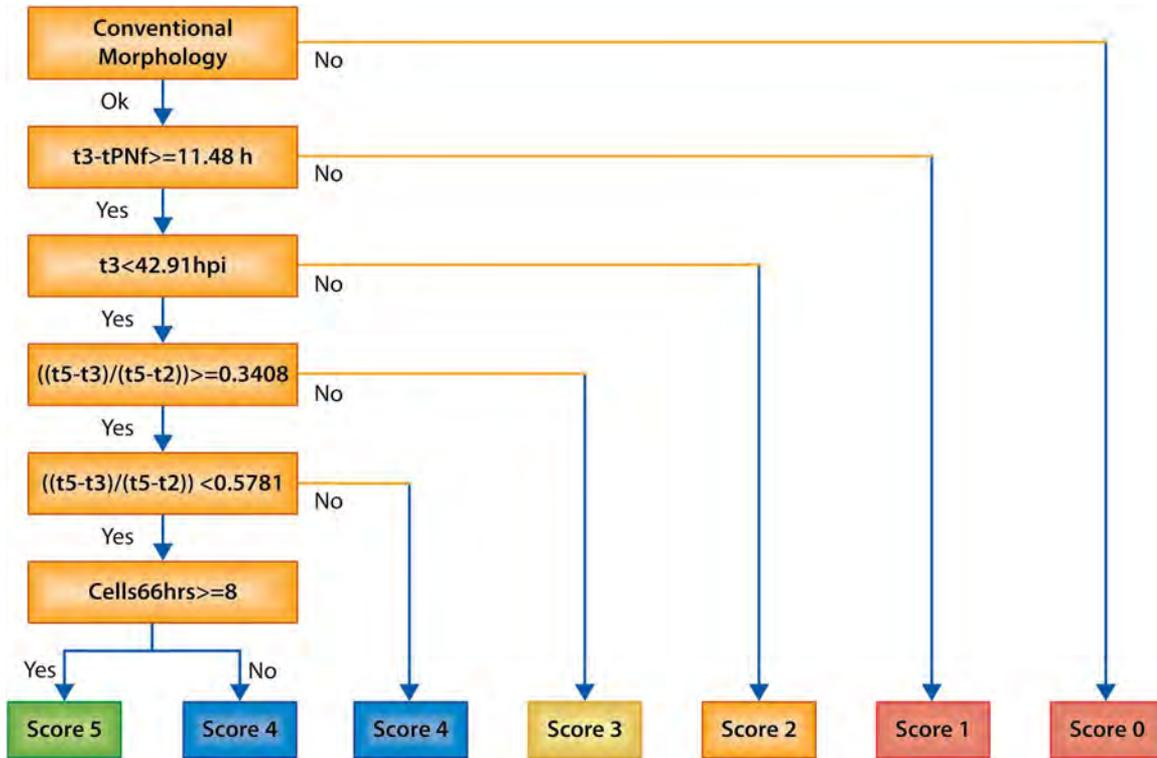 Conventional
Morphology
No
Ok
t3-tPNf>=11.48 h
No
Yes
t3<42.91hpi
No
Yes
((t5-t3)/(t5-t2))>=0.3408
No
Yes
((t5-t3)/(t5-t2)) <0.5781
No
Yes
Cells66hrs>=8
Yes
No
Score 5
Score 4
Score 4
Score 3
Score 2
Score 1
Score 0